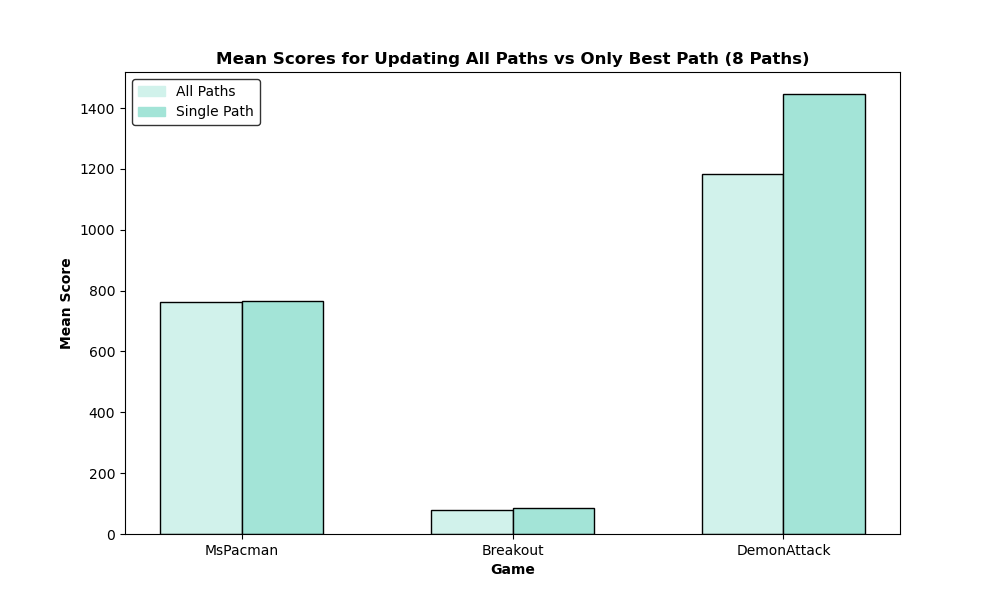 Mean Scores for Updating All Paths vs Only Best Path (8 Paths)
All Paths
Single Path
Mean Score
1400
1200
1000
800
600
400
200
0
MsPacman
Breakout
DemonAttack
Game